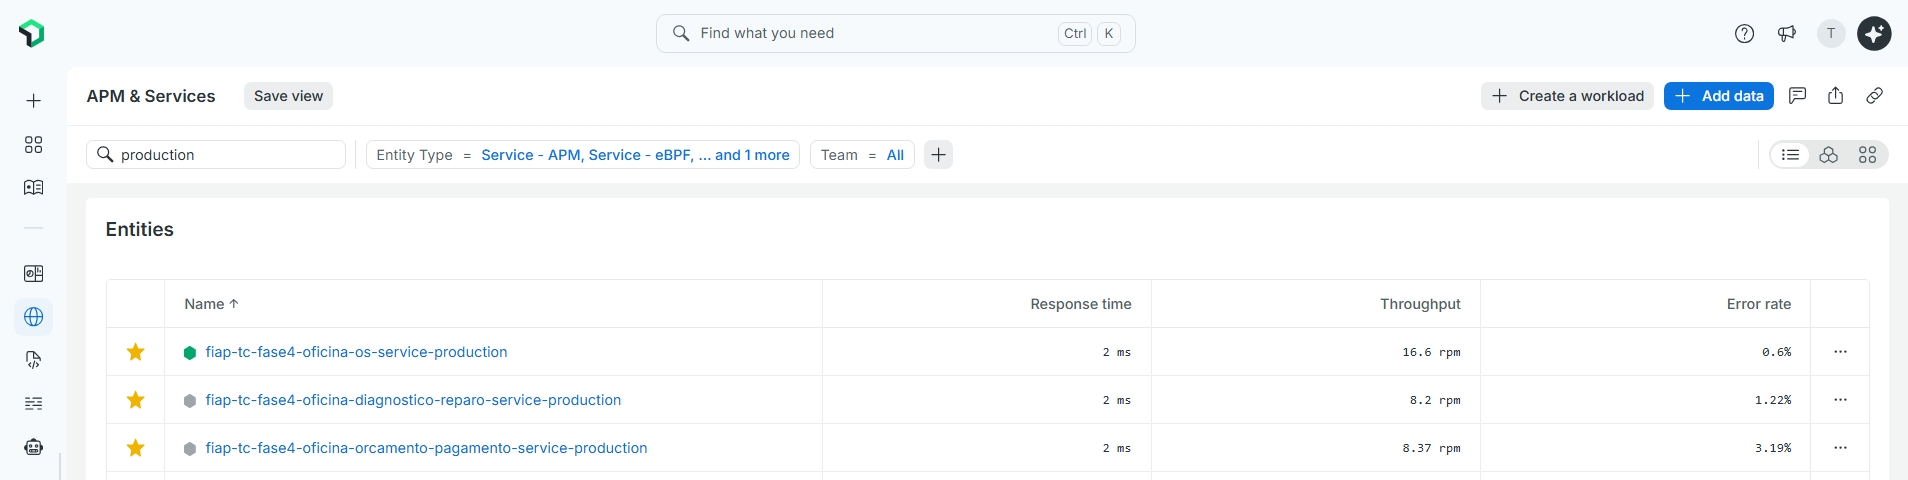 Find what you need Ctrl K
T
APM & Services Save view Create a workload Add data
production Entity Type = Service - APM, Service - eBPF, ... and 1 more Team = All
Entities
Name ↑ Response time Throughput Error rate
fiap-tc-fase4-oficina-os-service-production 2 ms 16.6 rpm 0.6%
fiap-tc-fase4-oficina-diagnostico-reparo-service-production 2 ms 8.2 rpm 1.22%
fiap-tc-fase4-oficina-orcamento-pagamento-service-production 2 ms 8.37 rpm 3.19%